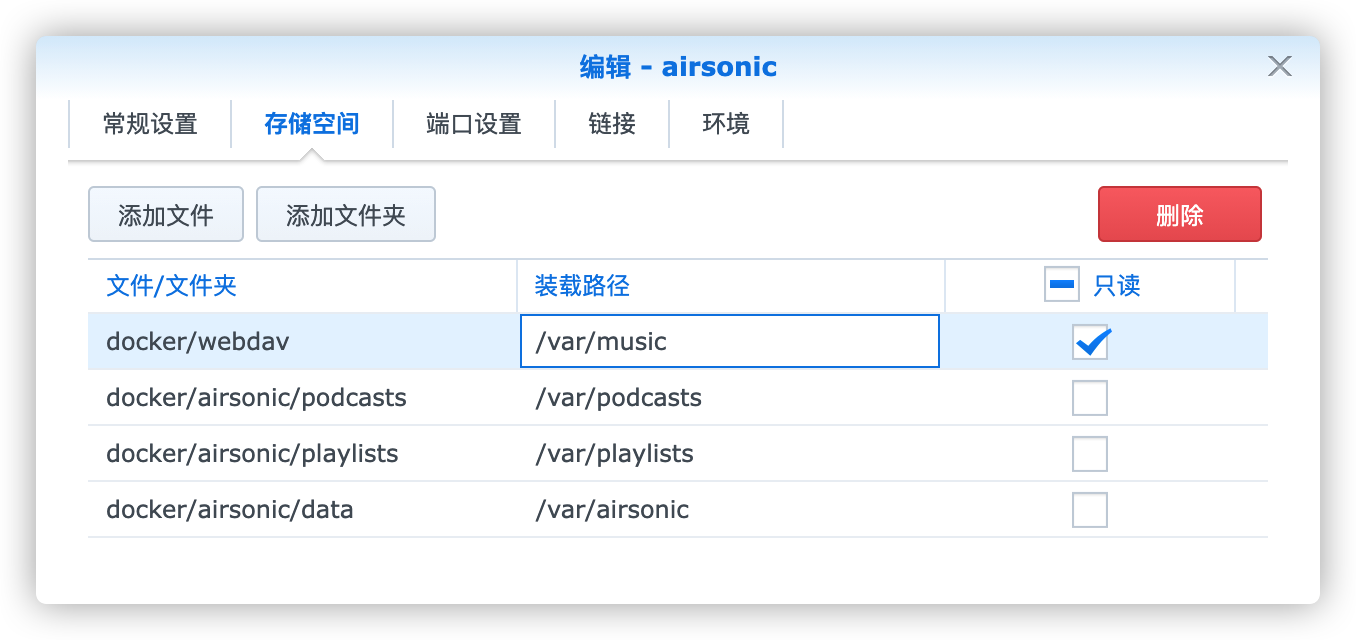 编辑 - airsonic
常规设置 存储空间 端口设置 链接 环境
添加文件 添加文件夹 删除
文件/文件夹 装载路径 只读
docker/webdav /var/music
docker/airsonic/podcasts /var/podcasts
docker/airsonic/playlists /var/playlists
docker/airsonic/data /var/airsonic